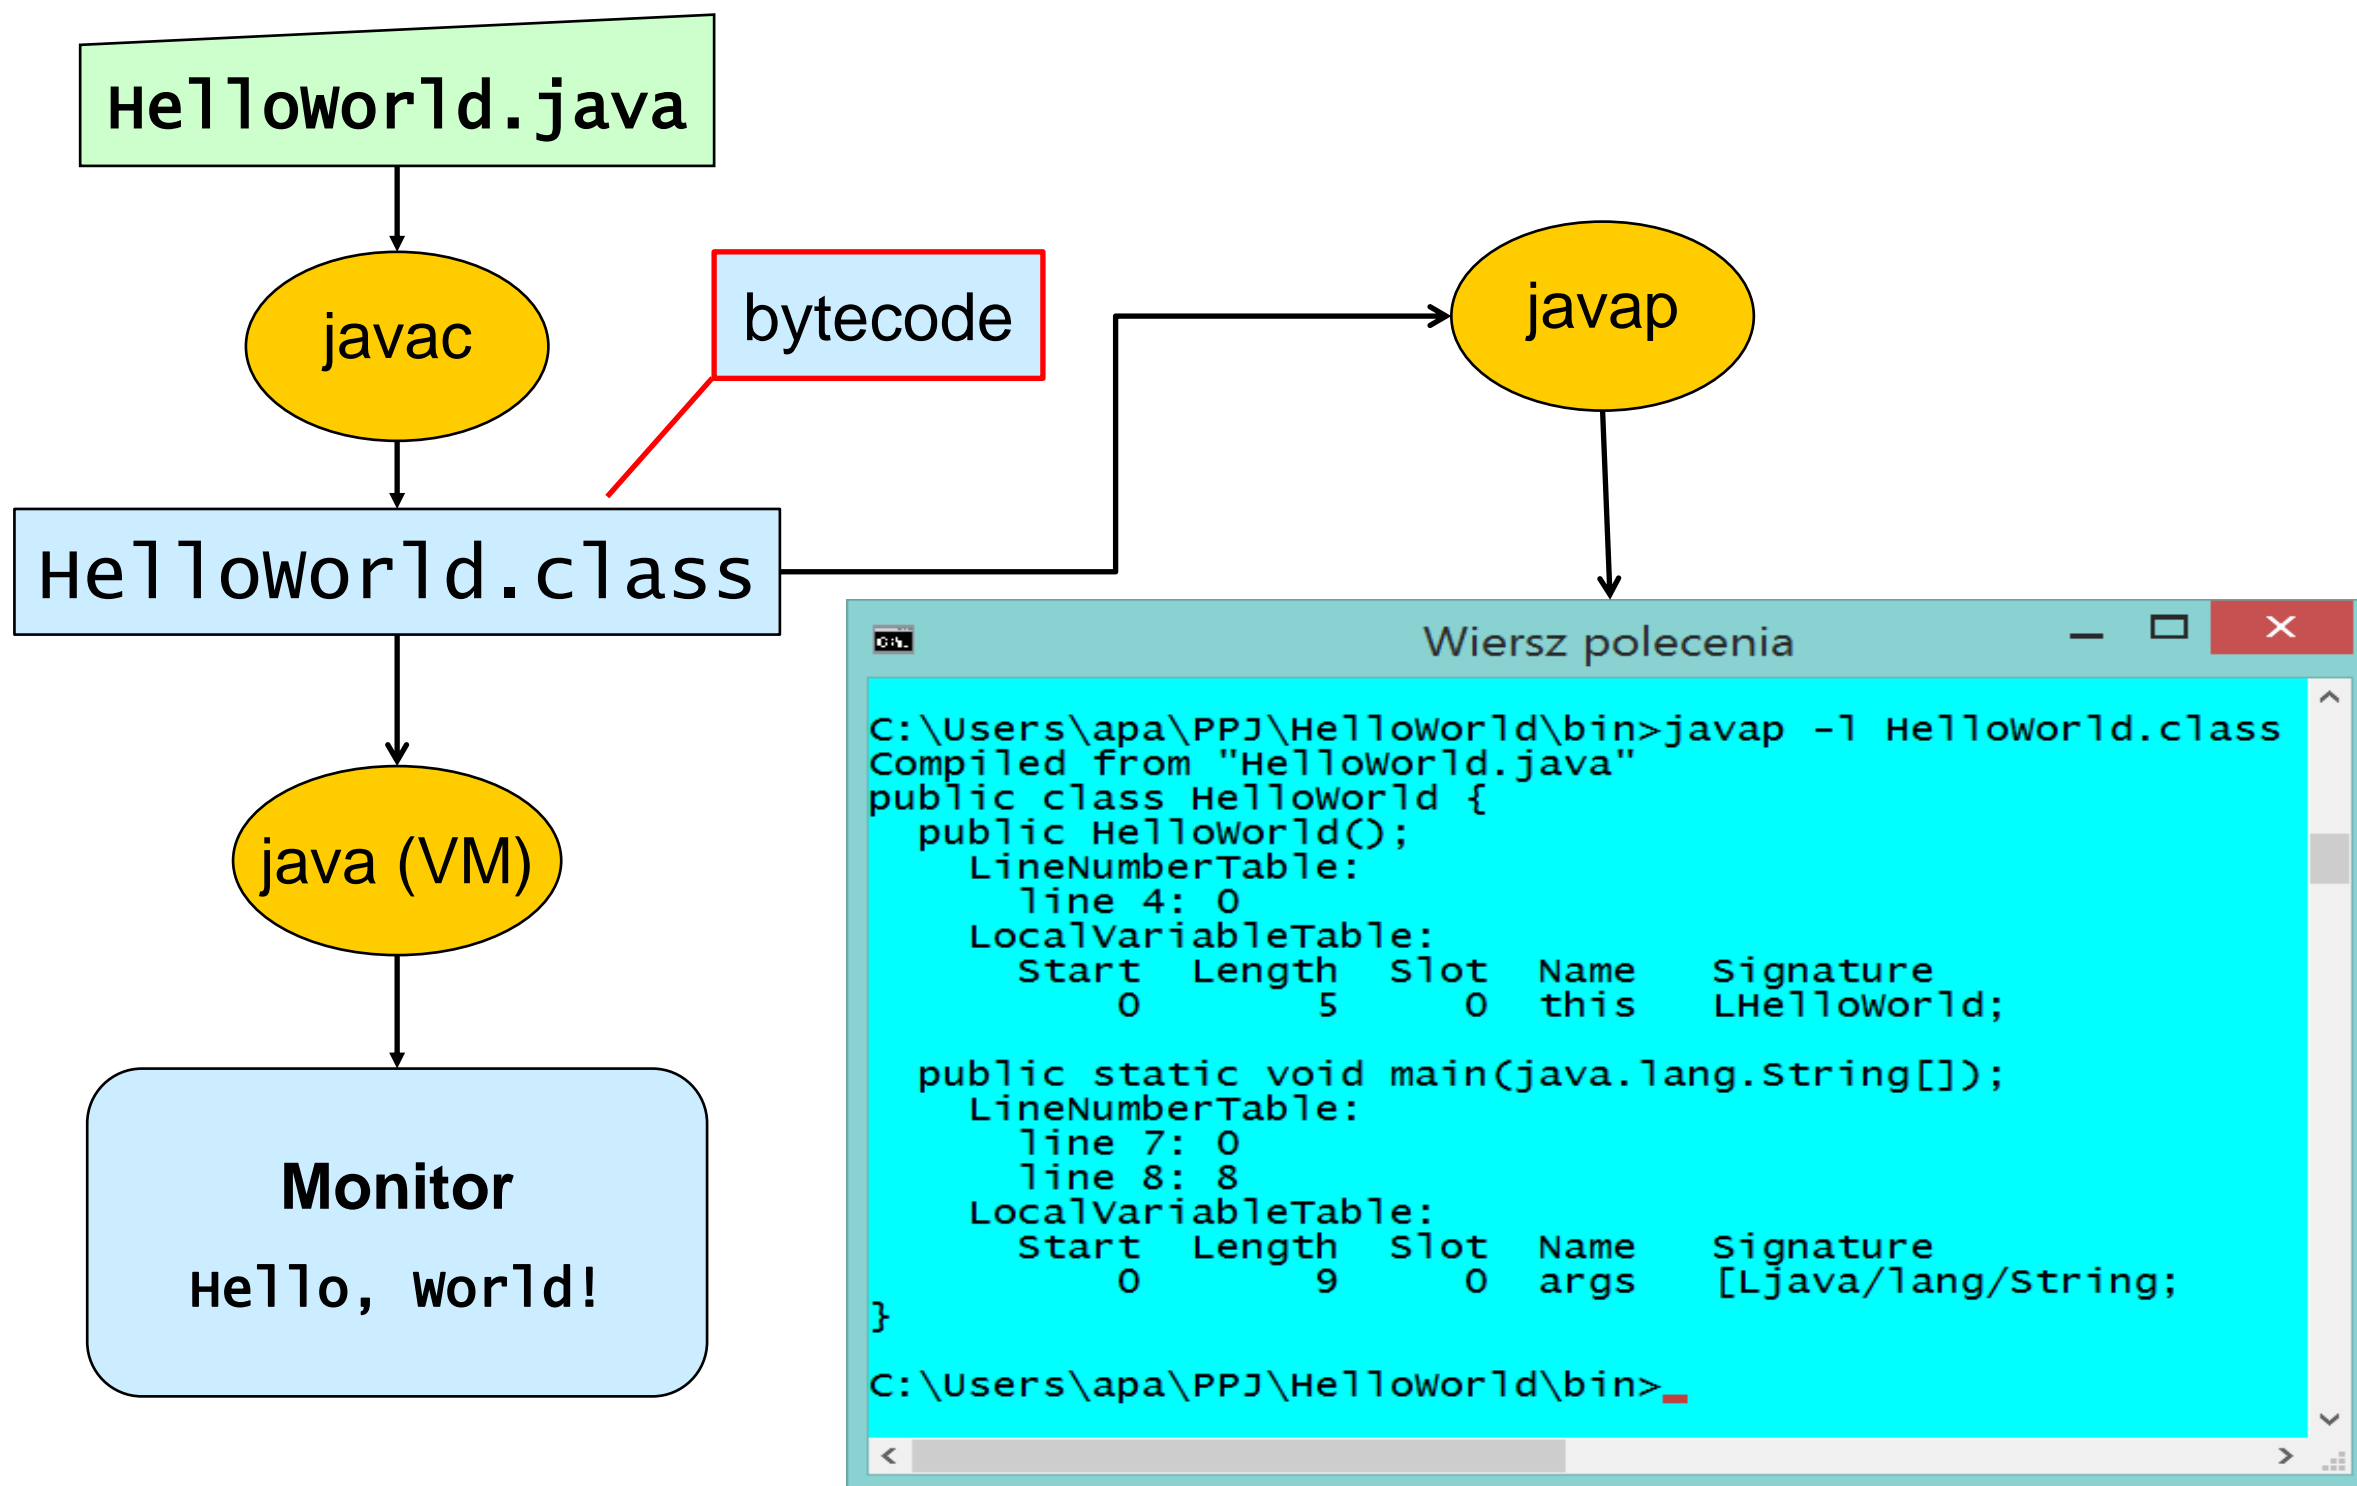 HelloWorld.java
javac
bytecode
javap
HelloWorld.class
java (VM)
Monitor
Hello, World!
C:\.
Wiersz polecenia
C:\Users\apa\PPJ\HelloWorld\bin>javap -l HelloWorld.class
Compiled from "HelloWorld.java"
public class HelloWorld {
  public HelloWorld();
    LineNumberTable:
      line 4: 0
    LocalVariableTable:
      Start  Length  Slot  Name   Signature
          0       5     0  this   LHelloWorld;
  public static void main(java.lang.String[]);
    LineNumberTable:
      line 7: 0
      line 8: 8
    LocalVariableTable:
      Start  Length  Slot  Name   Signature
          0       9     0  args   [Ljava/lang/String;
}
C:\Users\apa\PPJ\HelloWorld\bin>_